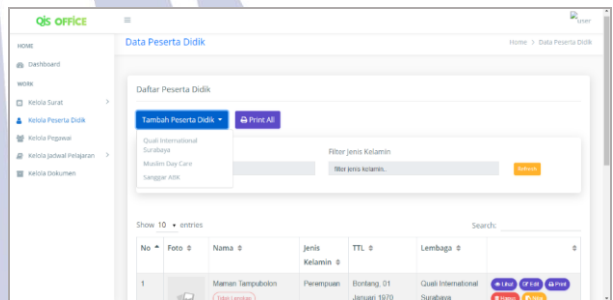 QIS OFFICE
user
HOME
Data Peserta Didik
Home > Data Peserta Didik
Dashboard
WORK
Kelola Surat
Kelola Peserta Didik
Kelola Pegawai
Kelola Jadwal Pelajaran
Kelola Dokumen
Daftar Peserta Didik
Tambah Peserta Didik
Print All
Quali International
Surabaya
Muslim Day Care
Sanggar ABK
Filter Jenis Kelamin
filter jenis kelamin..
Refresh
Show 10 entries
Search:
No Foto Nama Jenis Kelamin TTL Lembaga
1 Maman Tampubolon Perempuan Bontang, 01 Januari 1970 Quali International Surabaya
Lihat Edit Print
Hapus